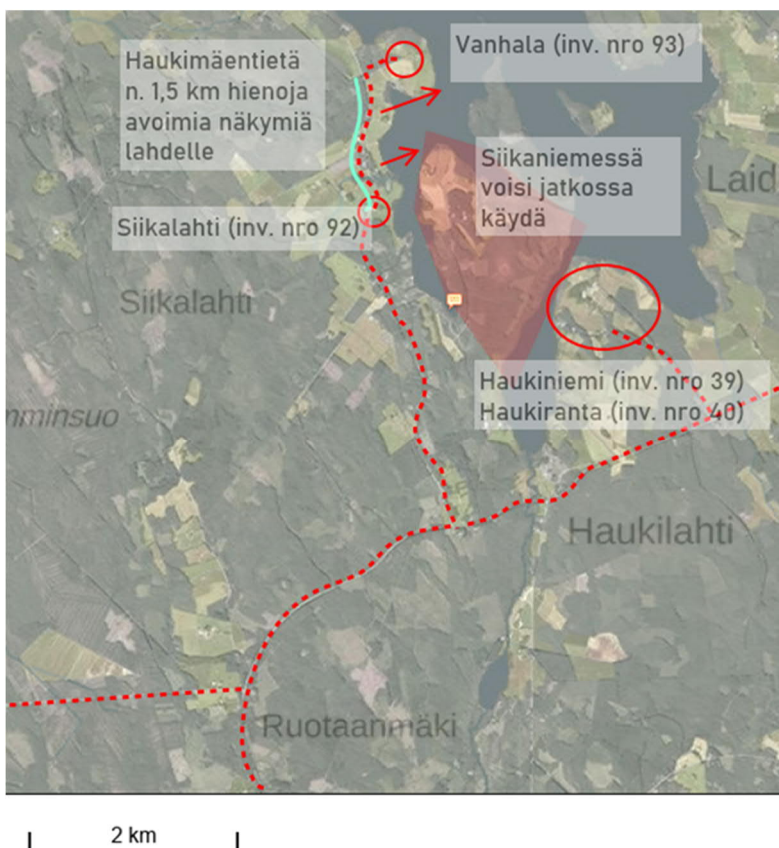 Haukimäentietä
n. 1,5 km hienoja
avoimia näkymiä
lahdelle
Vanhala (inv. nro 93)
Siikaniemessä
voisi jatkossa
käydä
Laid
Siikalahti (inv. nro 92)
Siikalahti
Haukiniemi (inv. nro 39)
Haukiranta (inv. nro 40)
mminsuo
Haukilahti
Ruotaanmäki
2 km